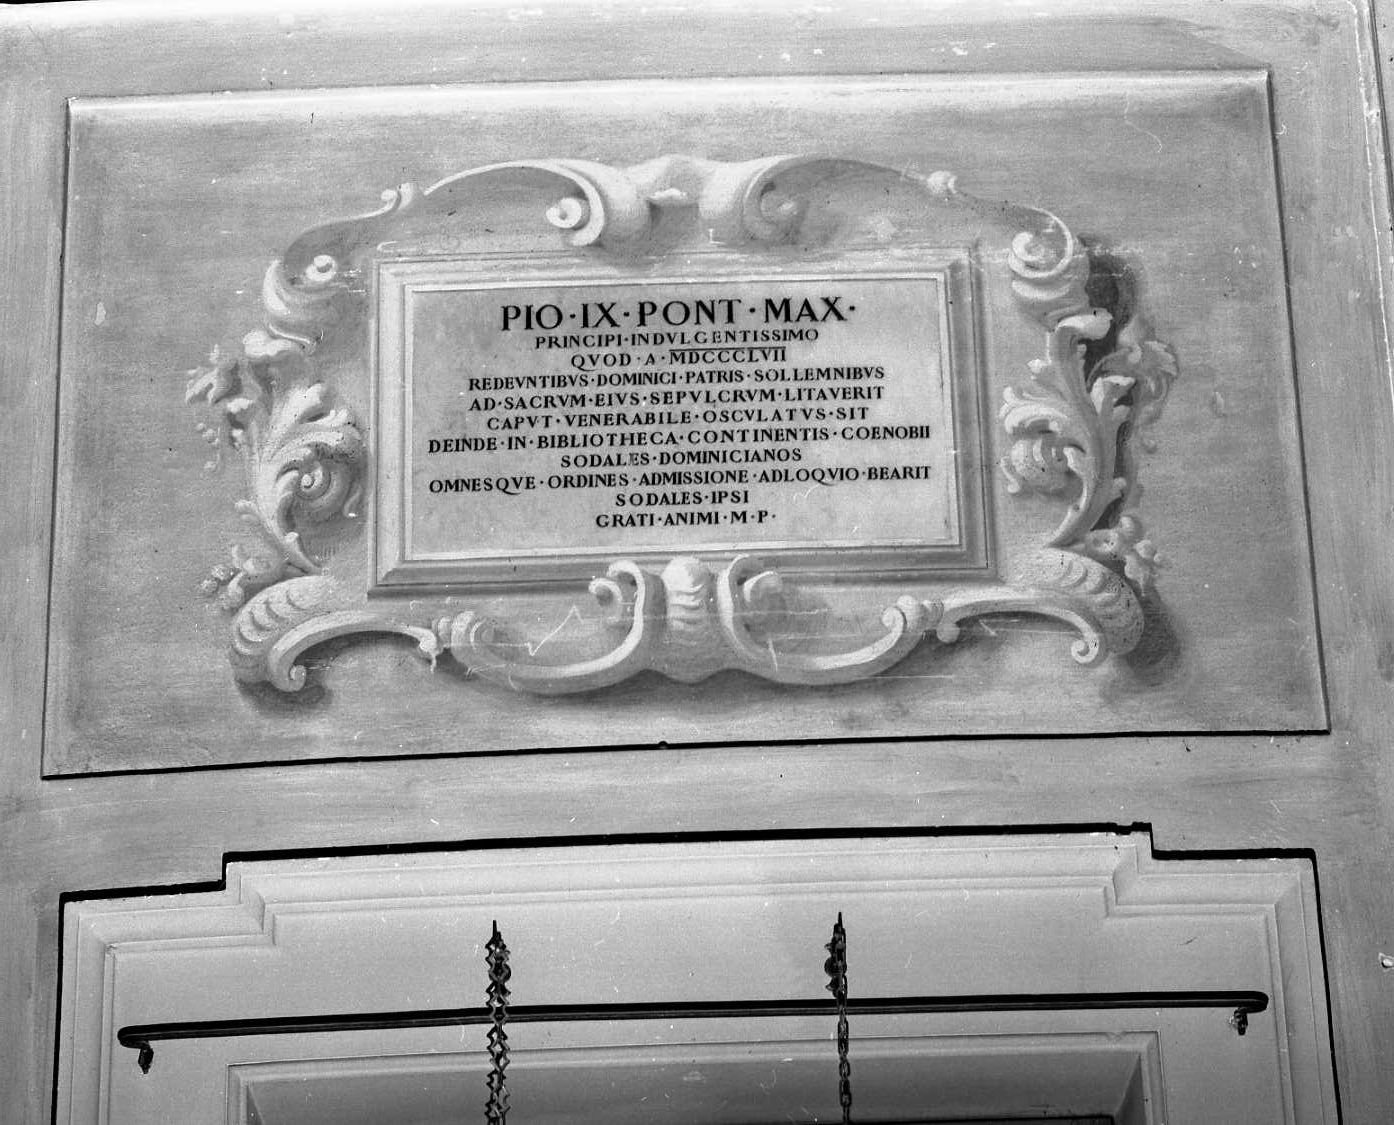 PIO·IX·PONT·MAX·
PRINCIPI·INDVLGENTISSIMO
QVOD·A·MDCCCLVII
REDEVNTIBVS·DOMINICI·PATRIS·SOLLEMNIBVS
AD·SACRVM·EIVS·SEPVLCRVM·LITAVERIT
CAPVT·VENERABILE·OSCVLATVS·SIT
DEINDE·IN·BIBLIOTHECA·CONTINENTIS·COENOBII
SODALES·DOMINICIANOS
OMNESQVE·ORDINES·ADMISSIONE·ADLOQVIO·BEARIT
SODALES·IPSI
GRATI·ANIMI·M·P·